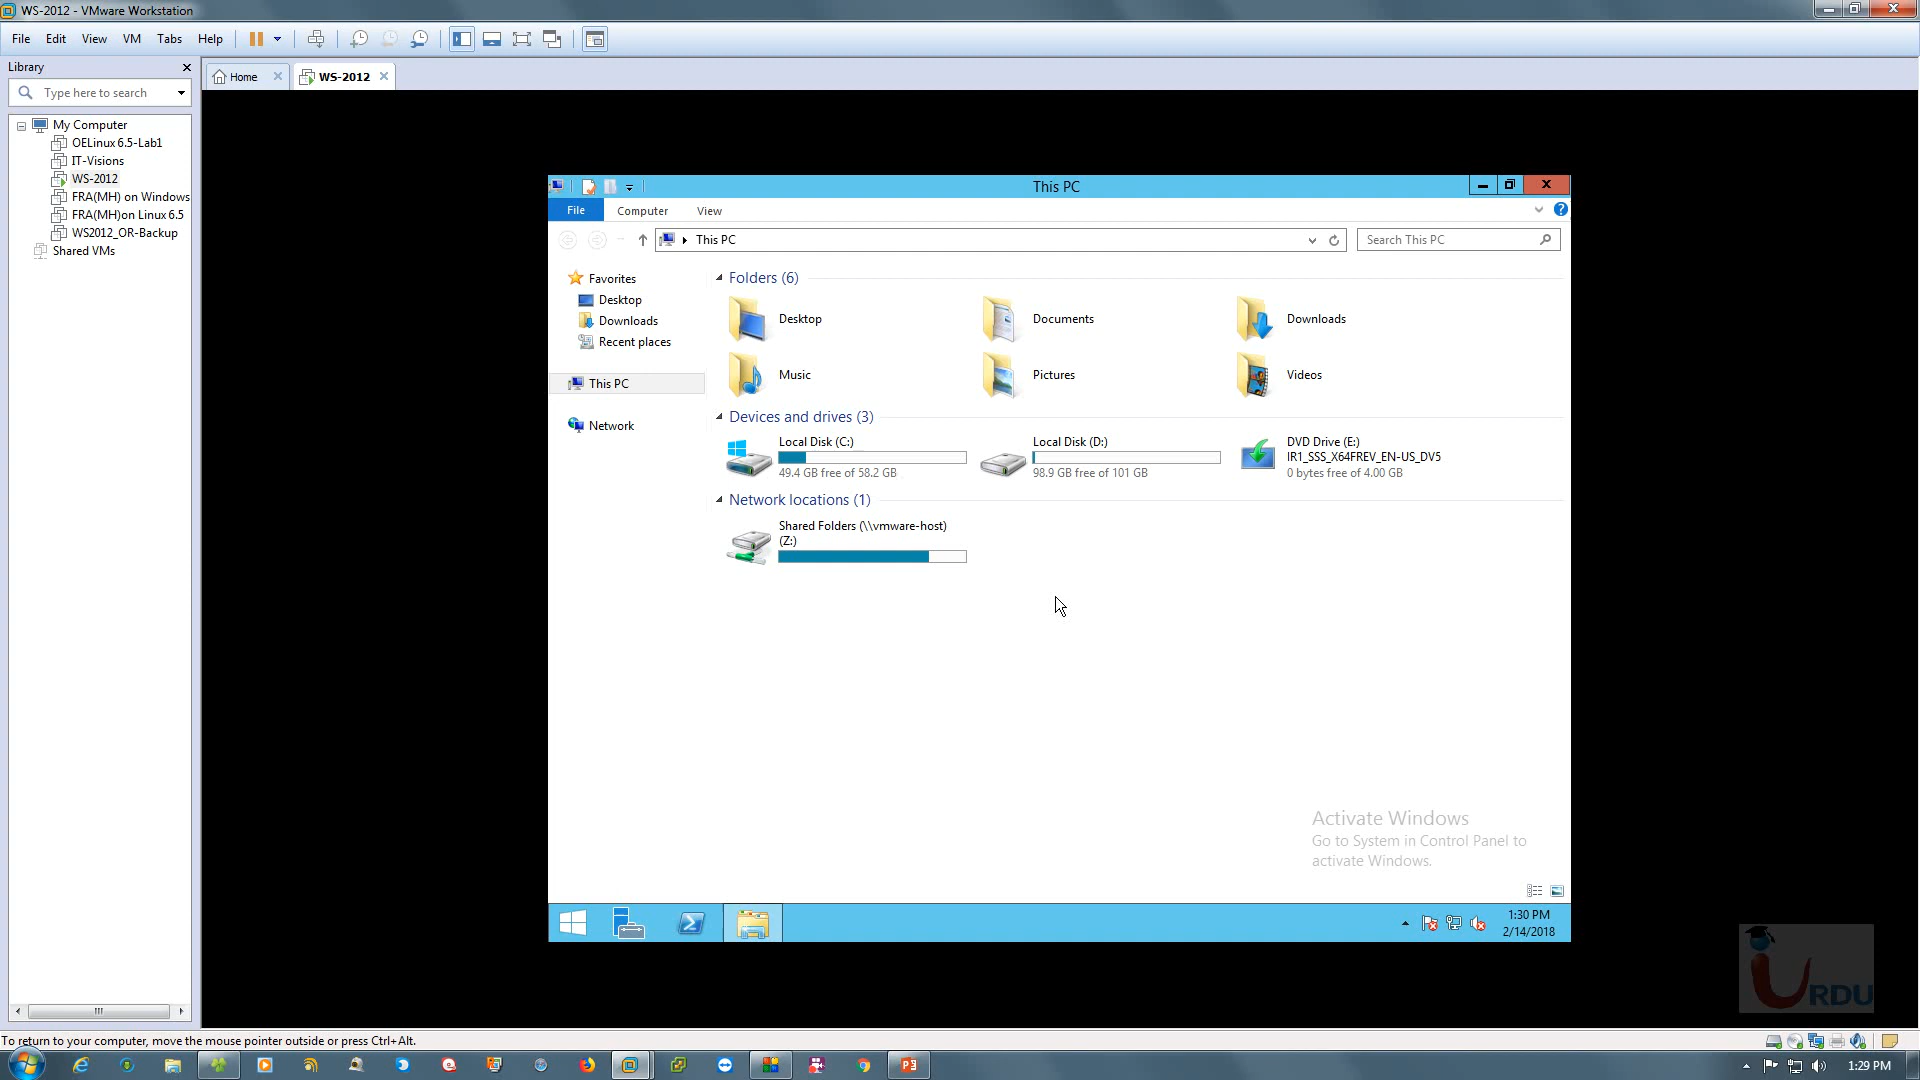 WS-2012 - VMware Workstation
File Edit View VM Tabs Help
Library
Type here to search
Home
WS-2012
My Computer
OELinux 6.5-Lab1
IT-Visions
WS-2012
FRA(MH) on Windows
FRA(MH)on Linux 6.5
WS2012_OR-Backup
Shared VMs
This PC
File Computer View
This PC
Search This PC
Favorites
Desktop
Downloads
Recent places
This PC
Network
Folders (6)
Desktop
Documents
Downloads
Music
Pictures
Videos
Devices and drives (3)
Local Disk (C:)
49.4 GB free of 58.2 GB
Local Disk (D:)
98.9 GB free of 101 GB
DVD Drive (E:)
IR1_SSS_X64FREV_EN-US_DV5
0 bytes free of 4.00 GB
Network locations (1)
Shared Folders (\\vmware-host)
(Z:)
Activate Windows
Go to System in Control Panel to
activate Windows.
1:30 PM
2/14/2018
URDU
To return to your computer, move the mouse pointer outside or press Ctrl+Alt.
1:29 PM